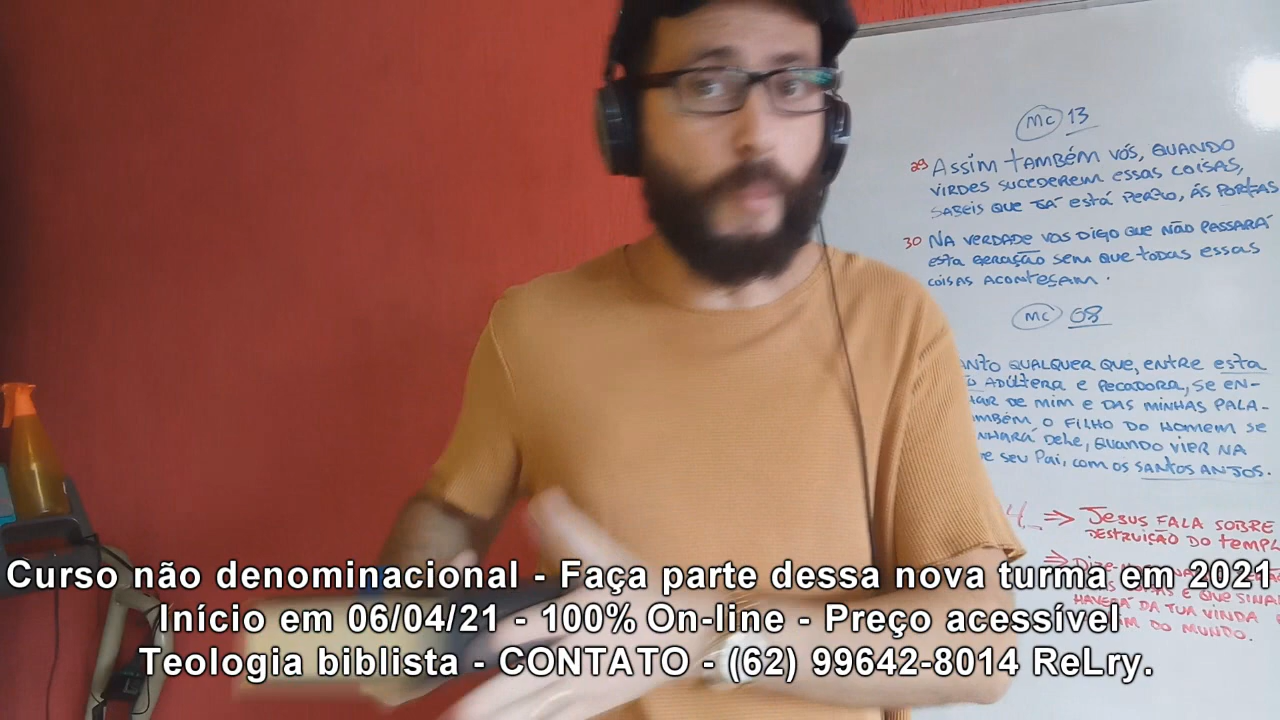 Mc 13
29 Assim também vós, quando
virdes sucederem essas coisas,
sabeis que já está perto, ás portas
30 Na verdade vos digo que não passará
esta geração sem que todas essas
coisas aconteçam.
Mc 08
qualquer que, entre esta
adúltera e pecadora, se en-
de mim e das minhas pala-
o filho do homem se
dele, quando vier na
seu Pai, com os santos anjos.
⇒ Jesus fala sobre
destruição do templ
⇒
e que sina
haverá da tua vinda
do mundo.
Curso não denominacional - Faça parte dessa nova turma em 2021
Início em 06/04/21 - 100% On-line - Preço acessível
Teologia biblista - CONTATO - (62) 99642-8014 ReLry.